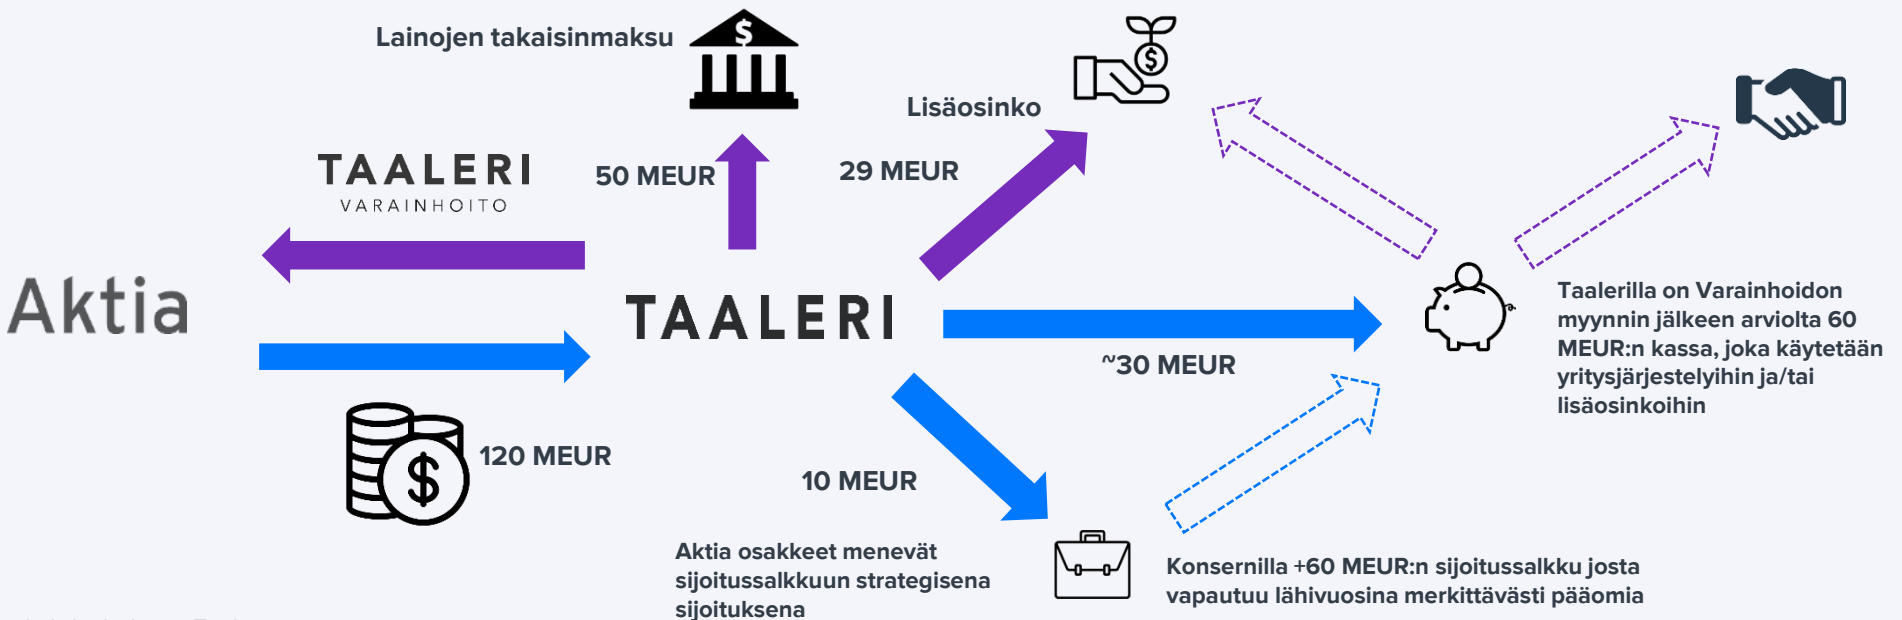 Lainojen takaisinmaksu
$
$
Lisäosinko
TAALERI
VARAINHOITO
50 MEUR
29 MEUR
Aktia
TAALERI
~30 MEUR
Taalerilla on Varainhoidon
myynnin jälkeen arviolta 60
MEUR:n kassa, joka käytetään
yritysjärjestelyihin ja/tai
lisäosinkoihin
$
120 MEUR
10 MEUR
Aktia osakkeet menevät
sijoitussalkkuun strategisena
sijoituksena
Konsernilla +60 MEUR:n sijoitussalkku josta
vapautuu lähivuosina merkittävästi pääomia